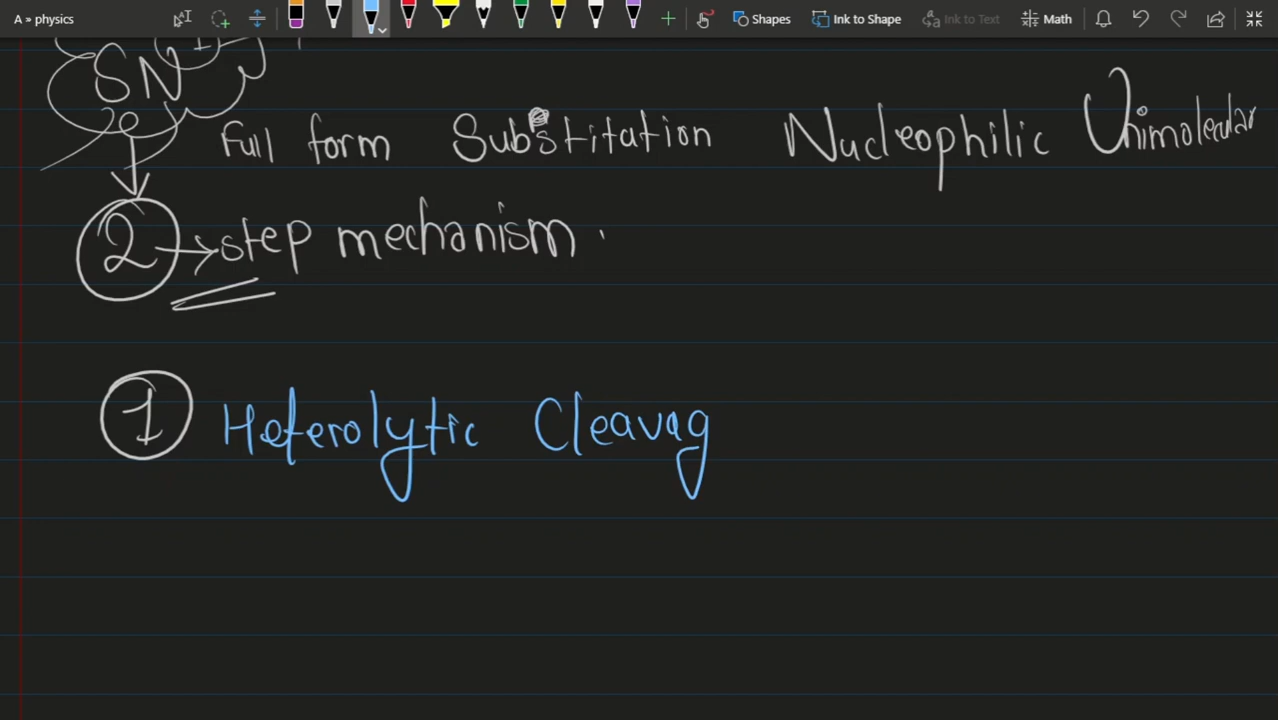 A » physics
Shapes
Ink to Shape
Ink to Text
Math
SN1
Full form Substitation Nucleophilic Unimolecular
2 → step mechanism
1 Heterolytic Cleavag